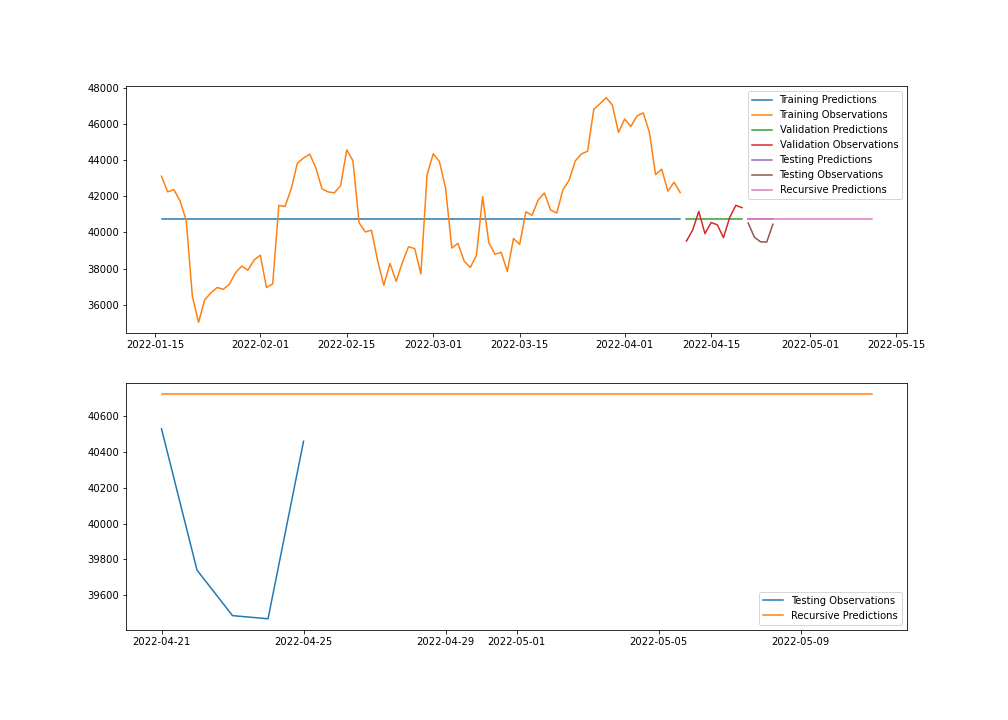 48000
46000
44000
42000
40000
38000
36000
Training Predictions
Training Observations
Validation Predictions
Validation Observations
Testing Predictions
Testing Observations
Recursive Predictions
2022-01-15 2022-02-01 2022-02-15 2022-03-01 2022-03-15 2022-04-01 2022-04-15 2022-05-01 2022-05-15
40600
40400
40200
40000
39800
39600
Testing Observations
Recursive Predictions
2022-04-21 2022-04-25 2022-04-29 2022-05-01 2022-05-05 2022-05-09